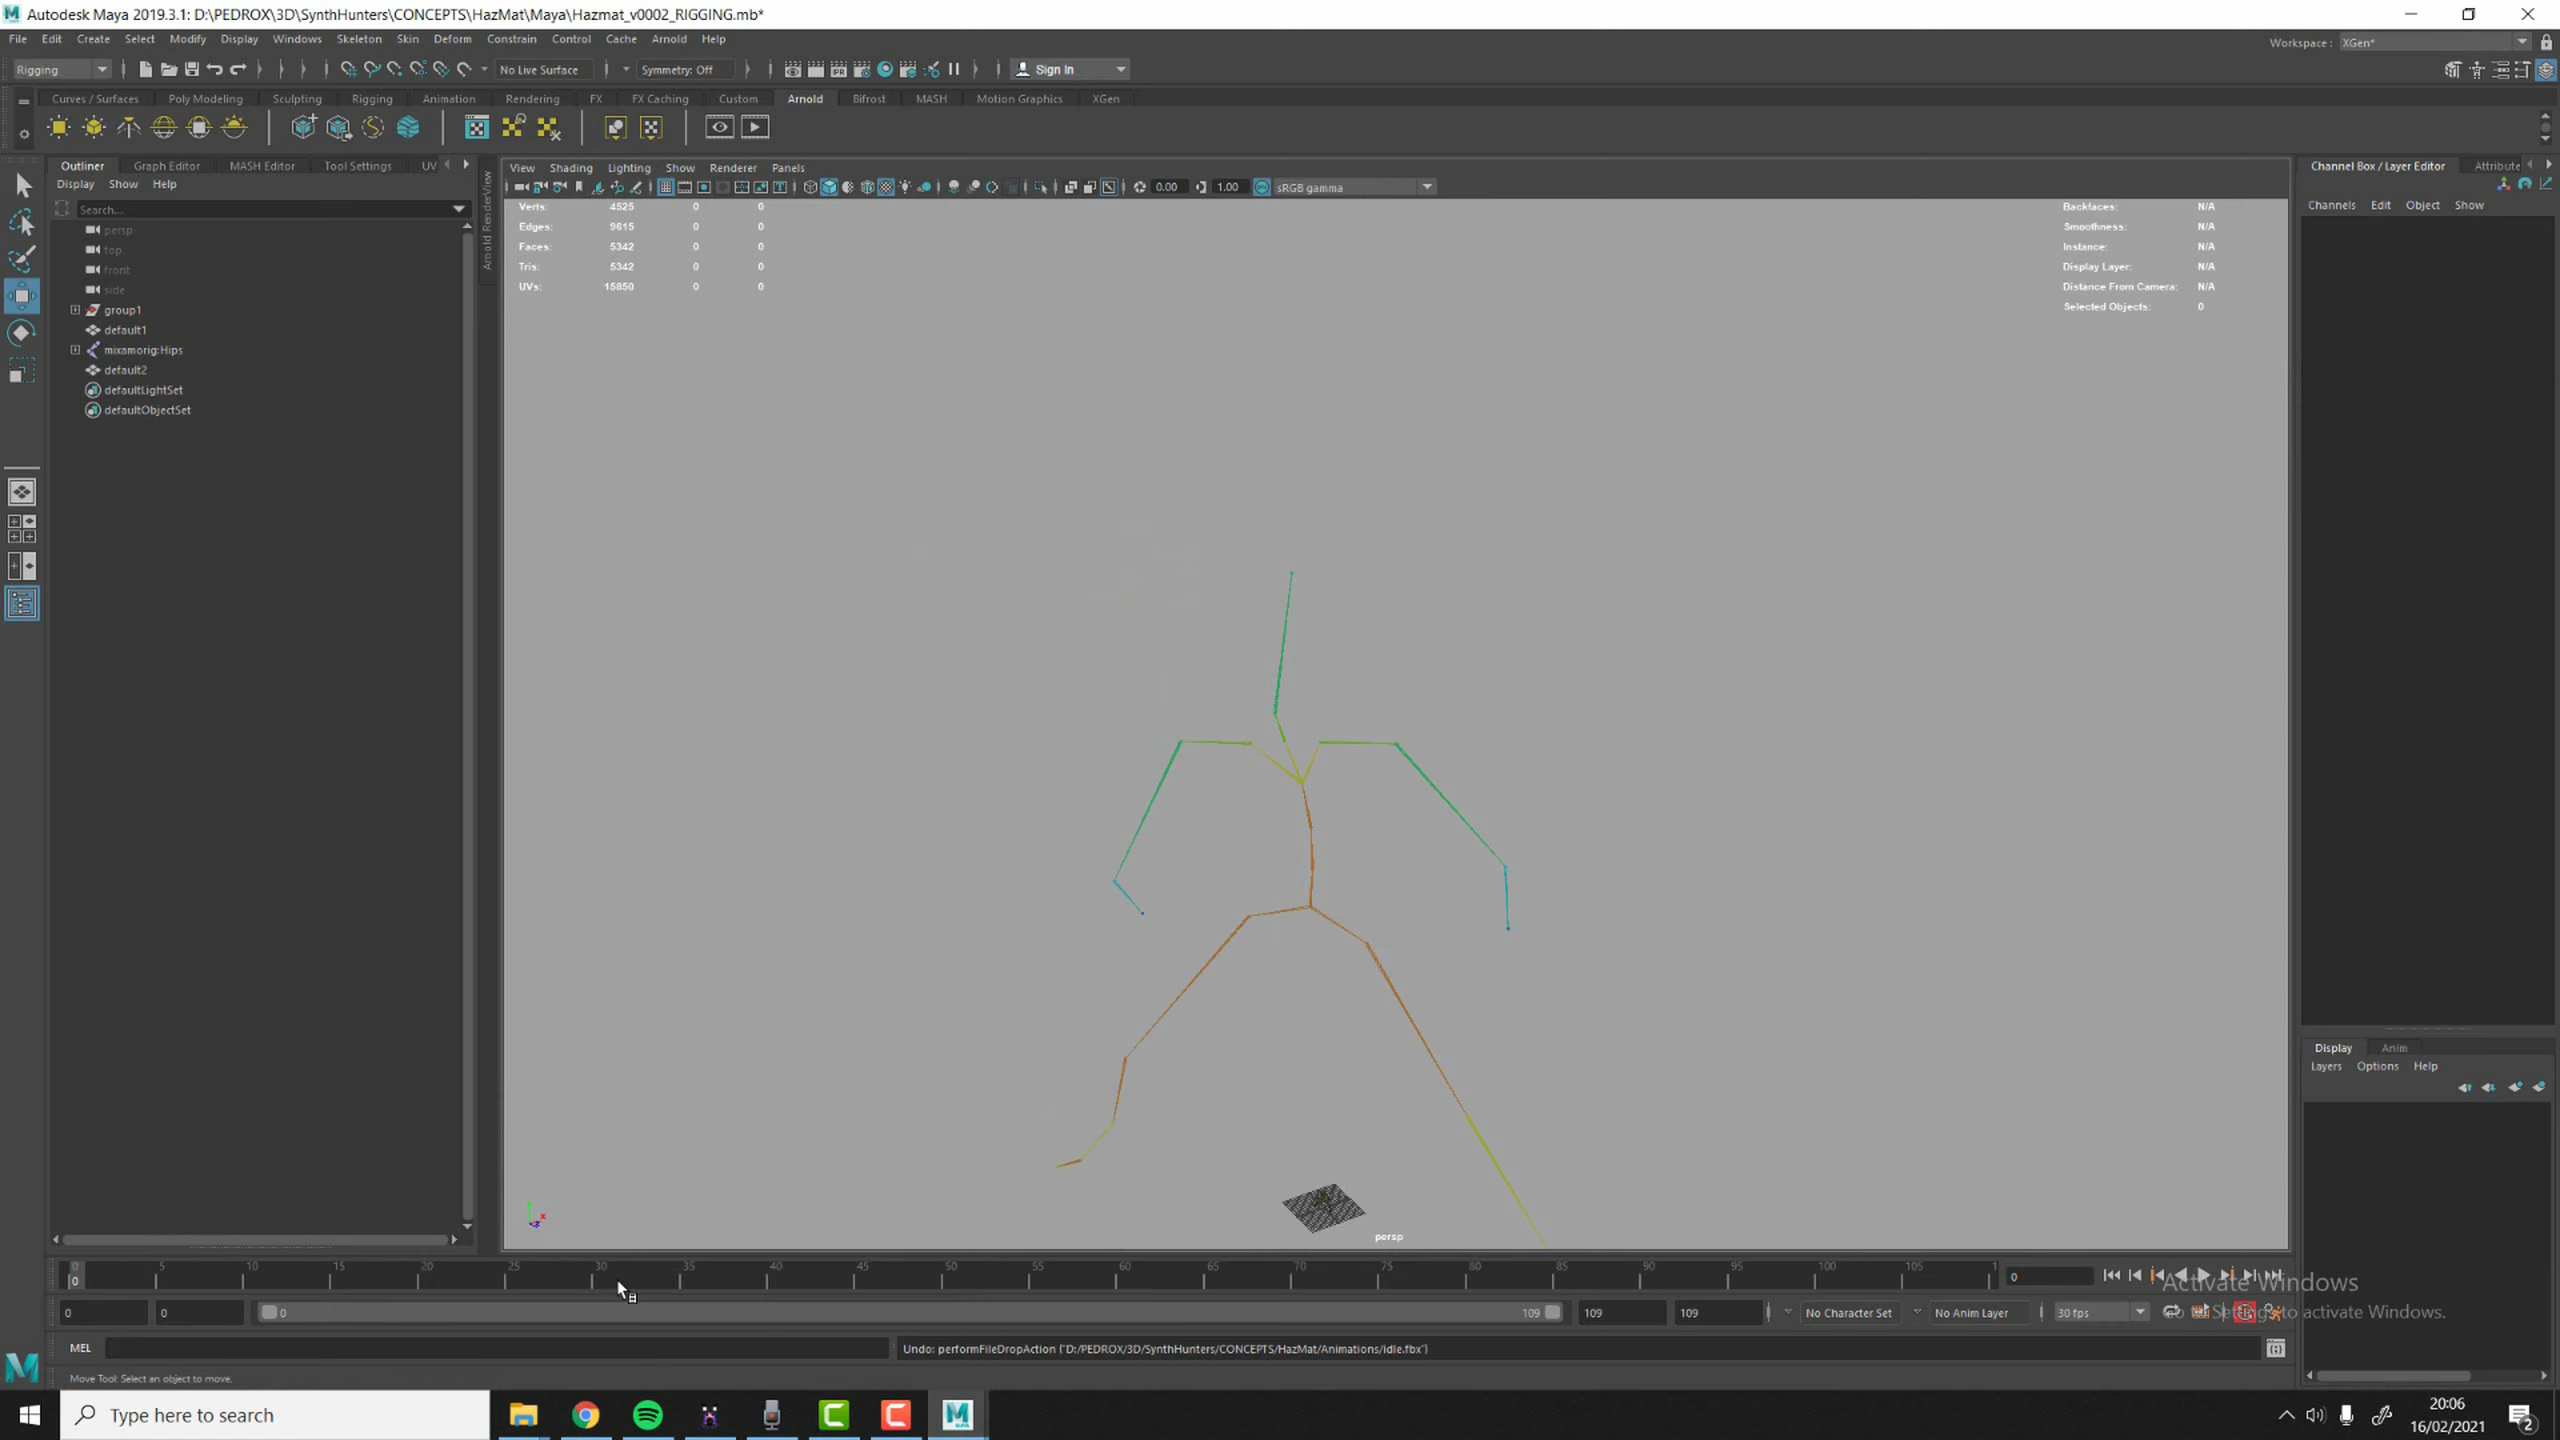 Autodesk Maya 2019.3.1: D:\PEDROX\3D\SynthHunters\CONCEPTS\HazMat\Maya\Hazmat_v0002_RIGGING.mb*
File Edit Create Select Modify Display Windows Skeleton Skin Deform Constrain Control Cache Arnold Help
Workspace : XGen*
Rigging No Live Surface Symmetry: Off Sign In
Curves / Surfaces Poly Modeling Sculpting Rigging Animation Rendering FX FX Caching Custom Arnold Bifrost MASH Motion Graphics XGen
Outliner Graph Editor MASH Editor Tool Settings UV
Display Show Help
Search...
persp
top
front
side
group1
default1
mixamorig:Hips
default2
defaultLightSet
defaultObjectSet
Arnold RenderView
View Shading Lighting Show Renderer Panels
0.00 1.00 sRGB gamma
Verts: 4525 0 0
Edges: 9615 0 0
Faces: 5342 0 0
Tris: 5342 0 0
UVs: 15850 0 0
Backfaces: N/A
Smoothness: N/A
Instance: N/A
Display Layer: N/A
Distance From Camera: N/A
Selected Objects: 0
persp
Channel Box / Layer Editor Attribute
Channels Edit Object Show
Display Anim
Layers Options Help
0 5 10 15 20 25 30 35 40 45 50 55 60 65 70 75 80 85 90 95 100 105 1
0 0
Activate Windows
0 0 0 109 109 109 No Character Set No Anim Layer 30 fps
to activate Windows.
MEL Undo: performFileDropAction ("D:/PEDROX/3D/SynthHunters/CONCEPTS/HazMat/Animations/idle.fbx")
Move Tool: Select an object to move.
Type here to search
20:06
16/02/2021
2